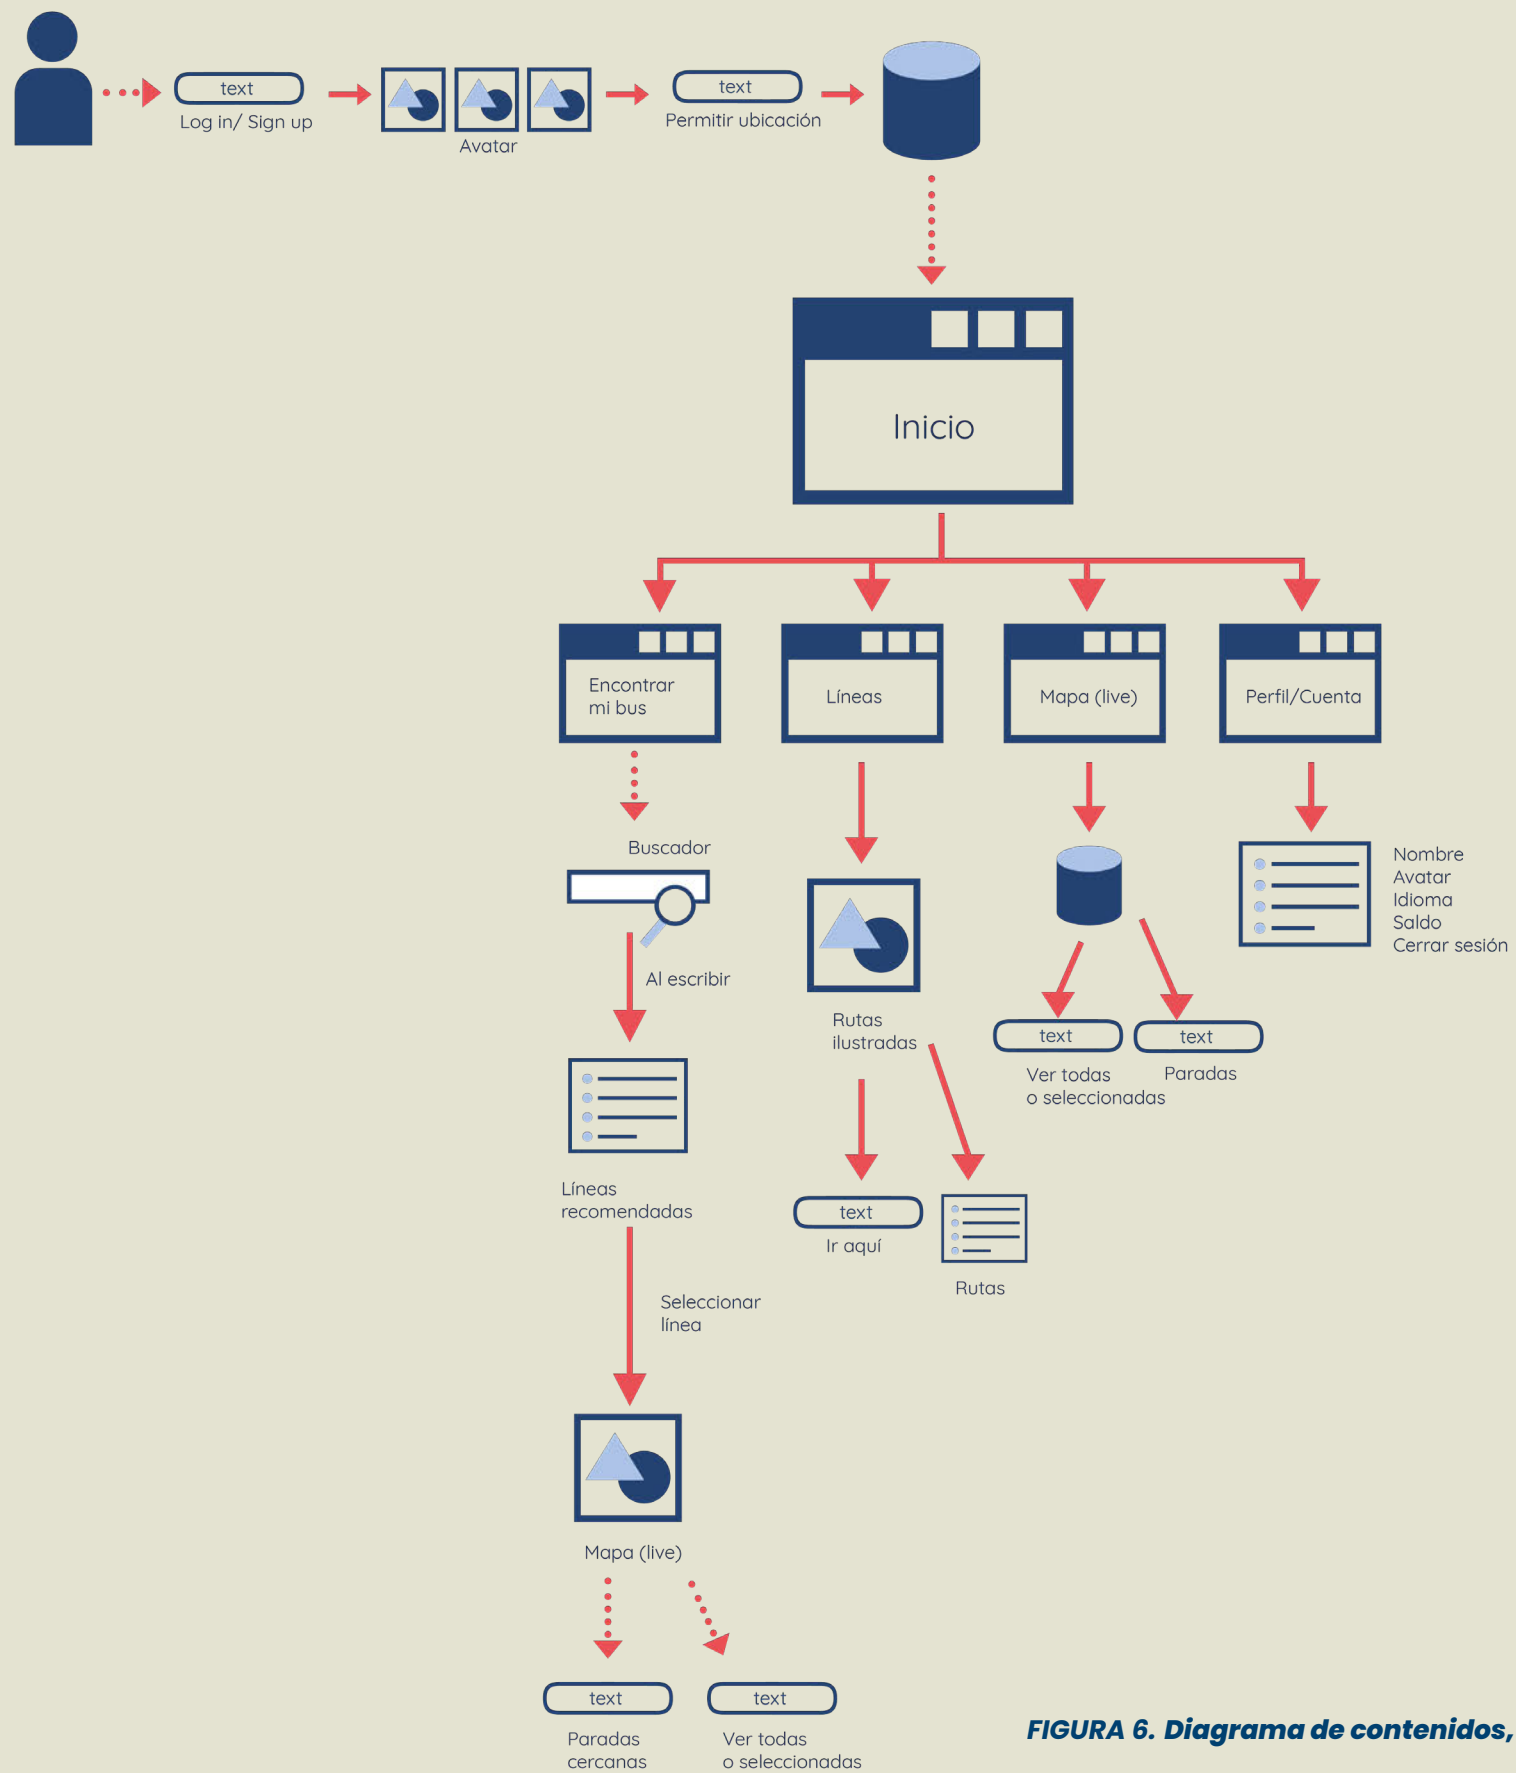 text
Log in/ Sign up
Avatar
text
Permitir ubicación
Inicio
Encontrar
mi bus
Líneas
Mapa (live)
Perfil/Cuenta
Buscador
Al escribir
Líneas
recomendadas
Seleccionar
línea
Mapa (live)
text
Paradas
cercanas
text
Ver todas
o seleccionadas
Rutas
ilustradas
text
Ir aquí
Rutas
text
Ver todas
o seleccionadas
text
Paradas
Nombre
Avatar
Idioma
Saldo
Cerrar sesión
FIGURA 6. Diagrama de contenidos,